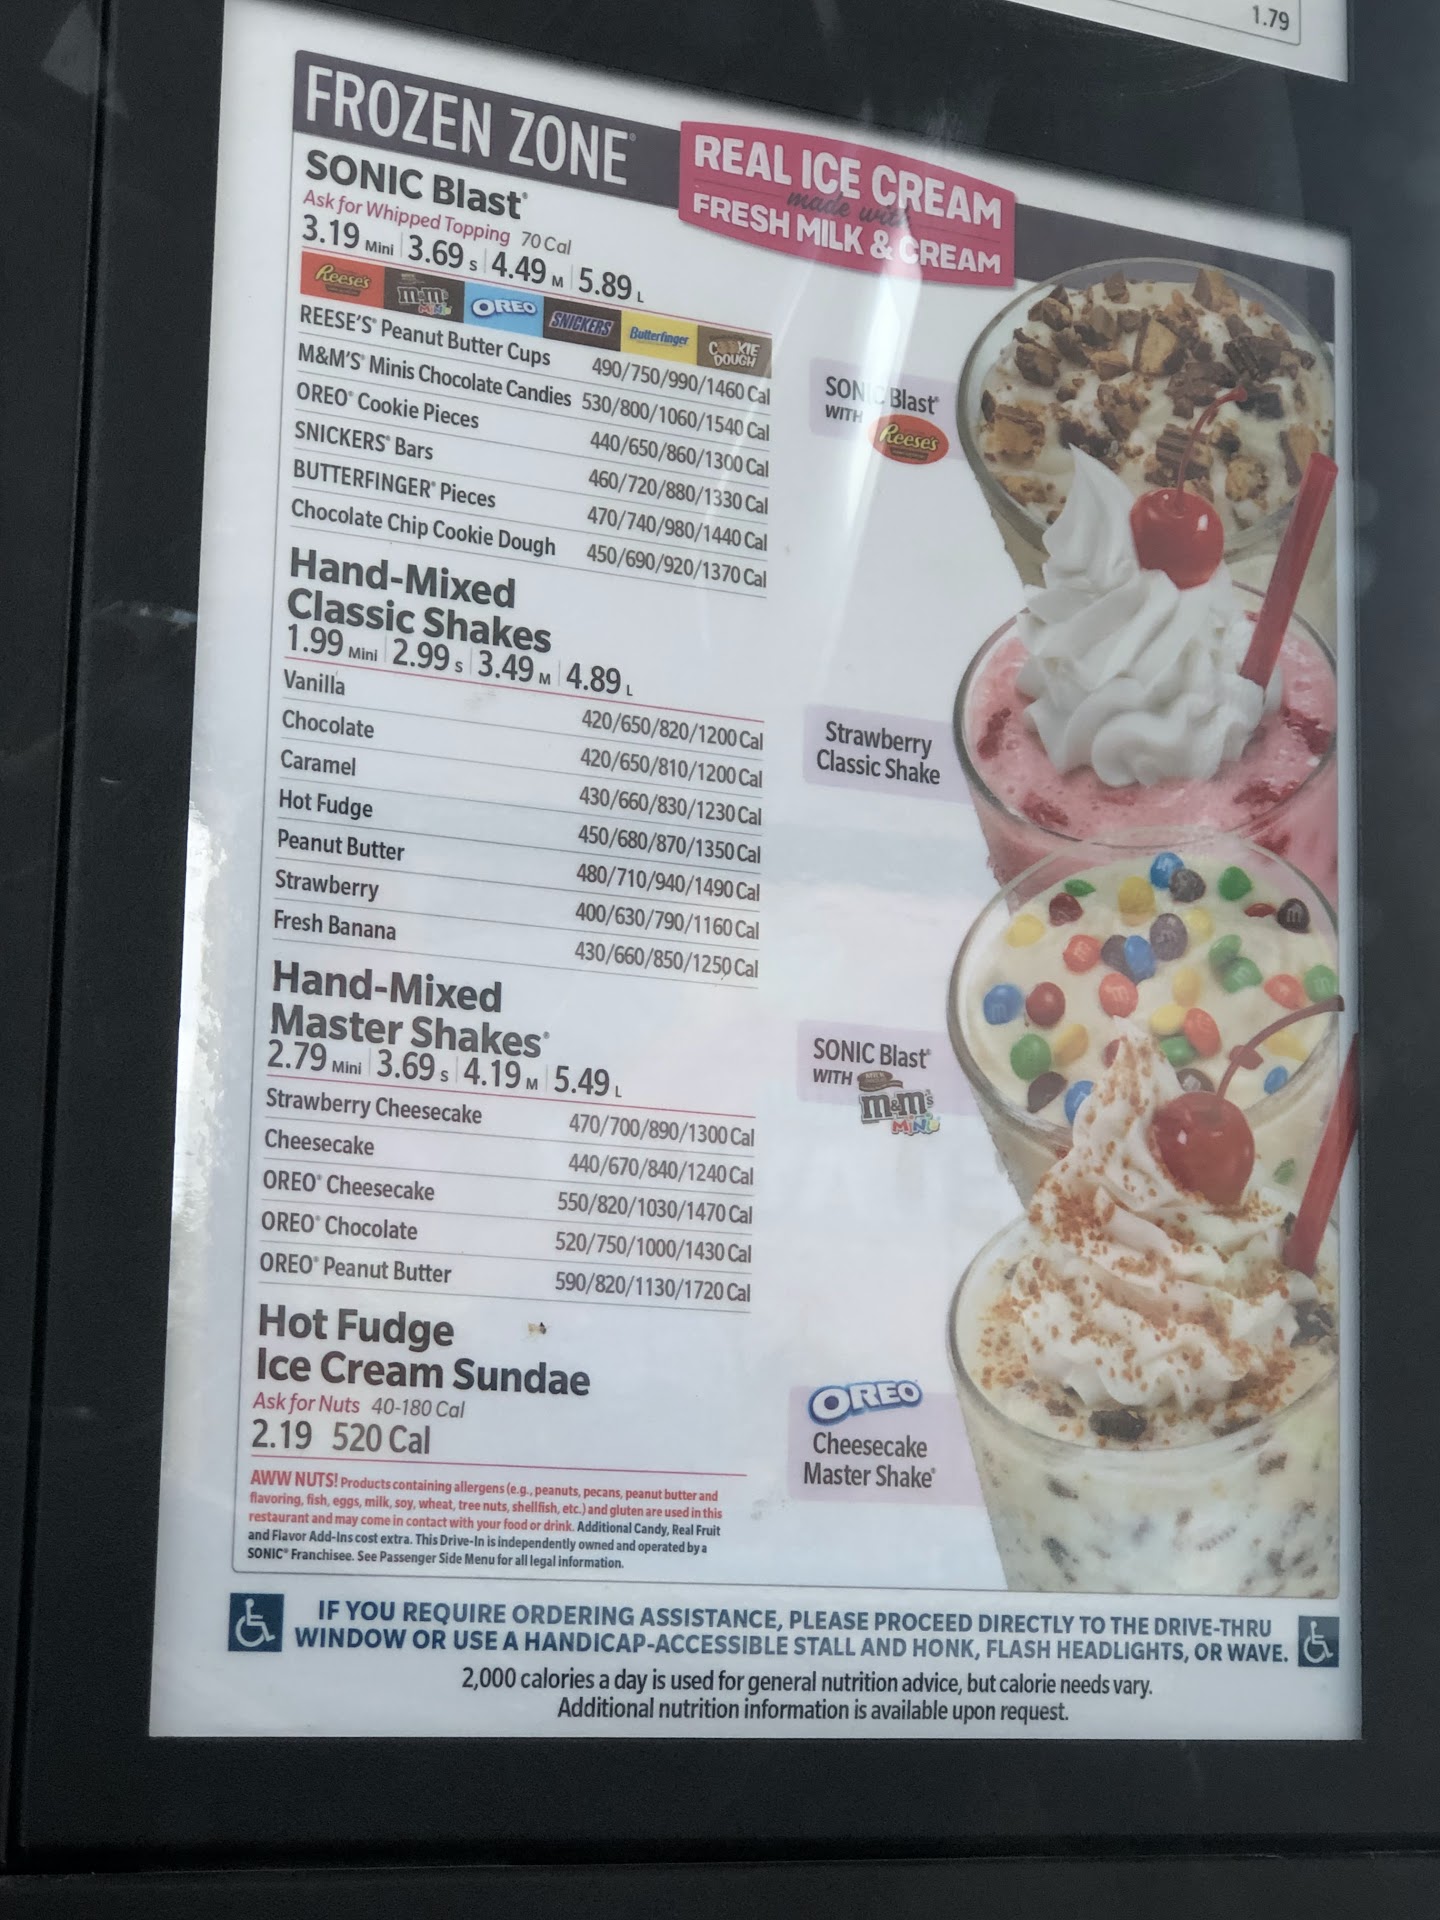 1.79
FROZEN ZONE®
REAL ICE CREAM
made with
FRESH MILK & CREAM
SONIC Blast®
Ask for Whipped Topping 70 Cal
3.19 Mini | 3.69 S | 4.49 M | 5.89 L
Reese's M&M's MINIS OREO SNICKERS Butterfinger COOKIE DOUGH
REESE'S® Peanut Butter Cups 490/750/990/1460 Cal
M&M'S® Minis Chocolate Candies 530/800/1060/1540 Cal
OREO® Cookie Pieces 440/650/860/1300 Cal
SNICKERS® Bars 460/720/880/1330 Cal
BUTTERFINGER® Pieces 470/740/980/1440 Cal
Chocolate Chip Cookie Dough 450/690/920/1370 Cal
Hand-Mixed
Classic Shakes
1.99 Mini | 2.99 S | 3.49 M | 4.89 L
Vanilla 420/650/820/1200 Cal
Chocolate 420/650/810/1200 Cal
Caramel 430/660/830/1230 Cal
Hot Fudge 450/680/870/1350 Cal
Peanut Butter 480/710/940/1490 Cal
Strawberry 400/630/790/1160 Cal
Fresh Banana 430/660/850/1250 Cal
Hand-Mixed
Master Shakes®
2.79 Mini | 3.69 S | 4.19 M | 5.49 L
Strawberry Cheesecake 470/700/890/1300 Cal
Cheesecake 440/670/840/1240 Cal
OREO® Cheesecake 550/820/1030/1470 Cal
OREO® Chocolate 520/750/1000/1430 Cal
OREO® Peanut Butter 590/820/1130/1720 Cal
Hot Fudge
Ice Cream Sundae
Ask for Nuts 40-180 Cal
2.19 520 Cal
AWW NUTS! Products containing allergens (e.g., peanuts, pecans, peanut butter and
flavoring, fish, eggs, milk, soy, wheat, tree nuts, shellfish, etc.) and gluten are used in this
restaurant and may come in contact with your food or drink. Additional Candy, Real Fruit
and Flavor Add-Ins cost extra. This Drive-In is independently owned and operated by a
SONIC® Franchisee. See Passenger Side Menu for all legal information.
SONIC Blast®
WITH Reese's
Strawberry
Classic Shake
SONIC Blast®
WITH M&M's
MINIS
OREO
Cheesecake
Master Shake®
IF YOU REQUIRE ORDERING ASSISTANCE, PLEASE PROCEED DIRECTLY TO THE DRIVE-THRU
WINDOW OR USE A HANDICAP-ACCESSIBLE STALL AND HONK, FLASH HEADLIGHTS, OR WAVE.
2,000 calories a day is used for general nutrition advice, but calorie needs vary.
Additional nutrition information is available upon request.